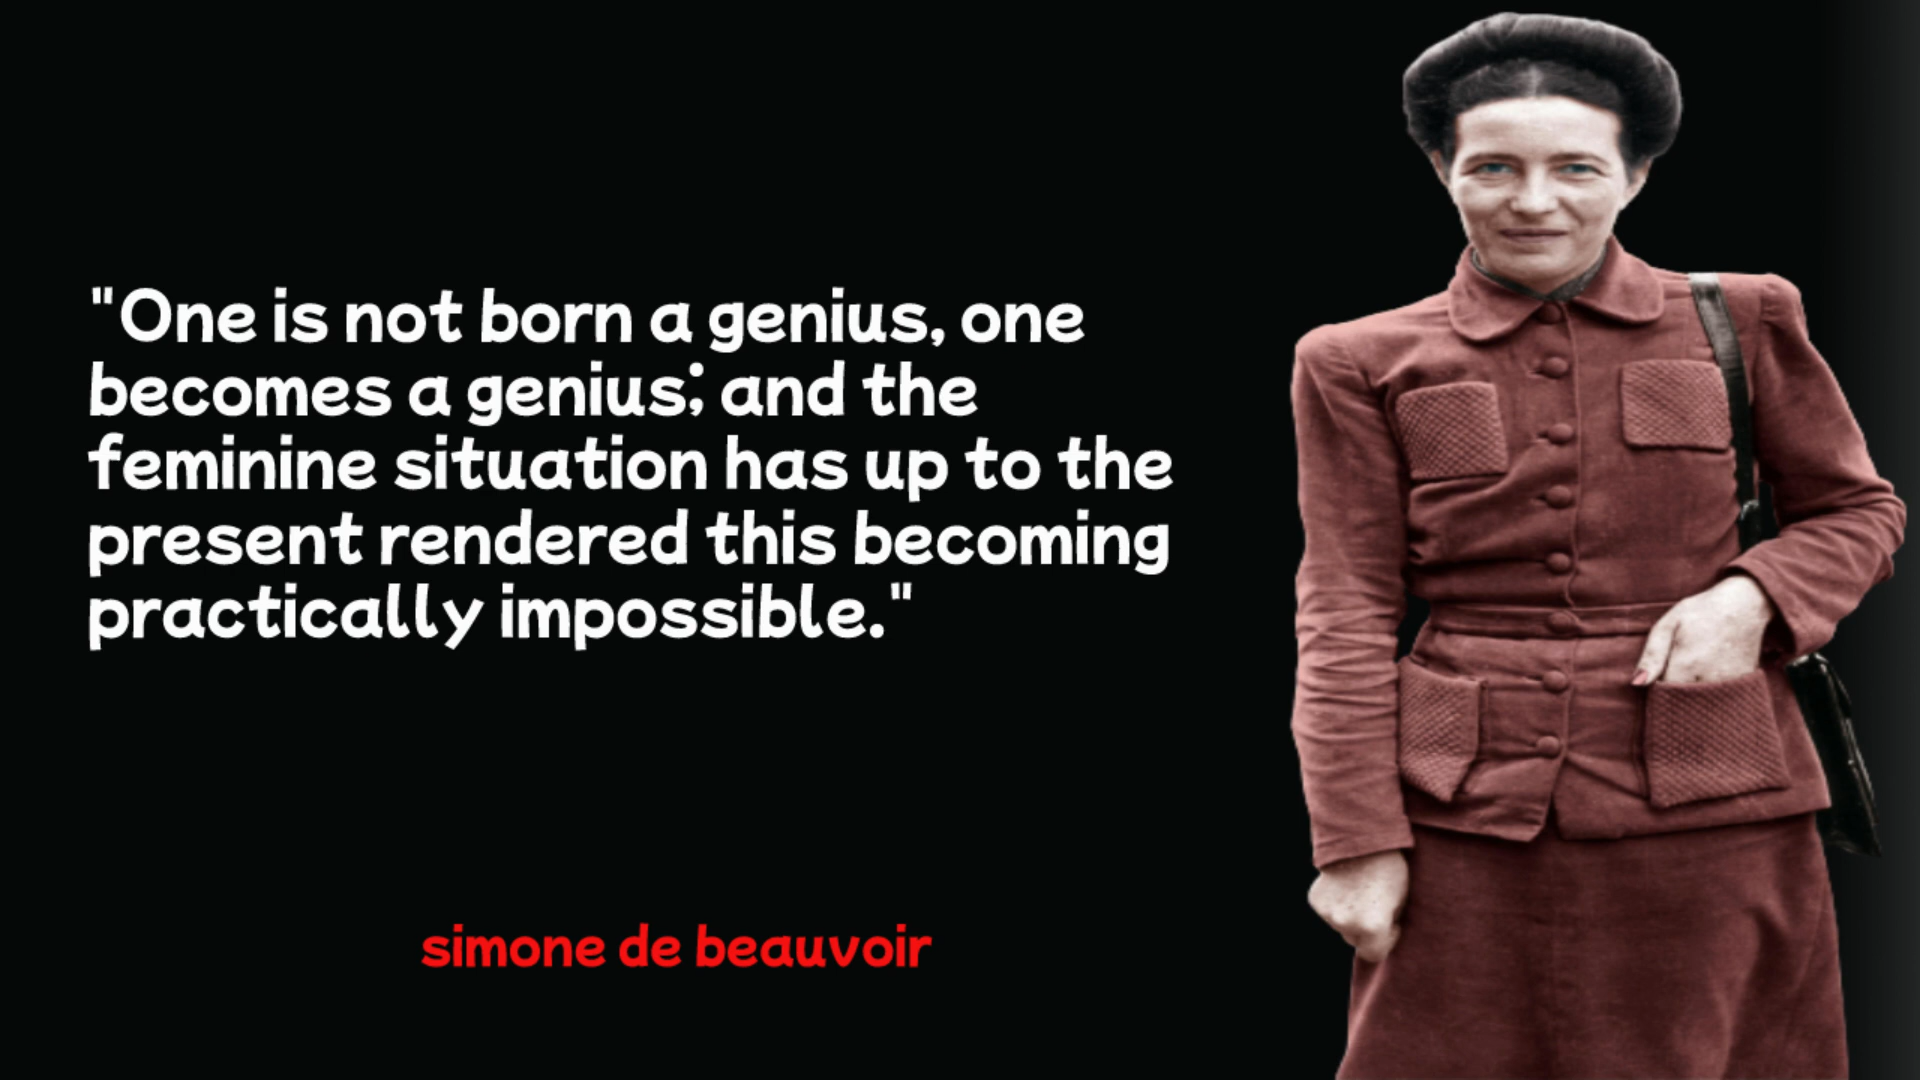 "One is not born a genius, one
becomes a genius; and the
feminine situation has up to the
present rendered this becoming
practically impossible."
simone de beauvoir